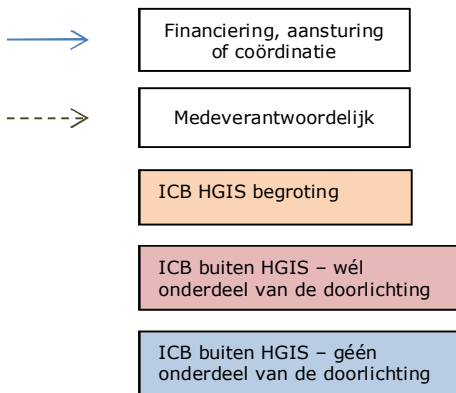 Financiering, aansturing
of coördinatie
Medeverantwoordelijk
ICB HGIS begroting
ICB buiten HGIS – wél
onderdeel van de doorlichting
ICB buiten HGIS – géén
onderdeel van de doorlichting